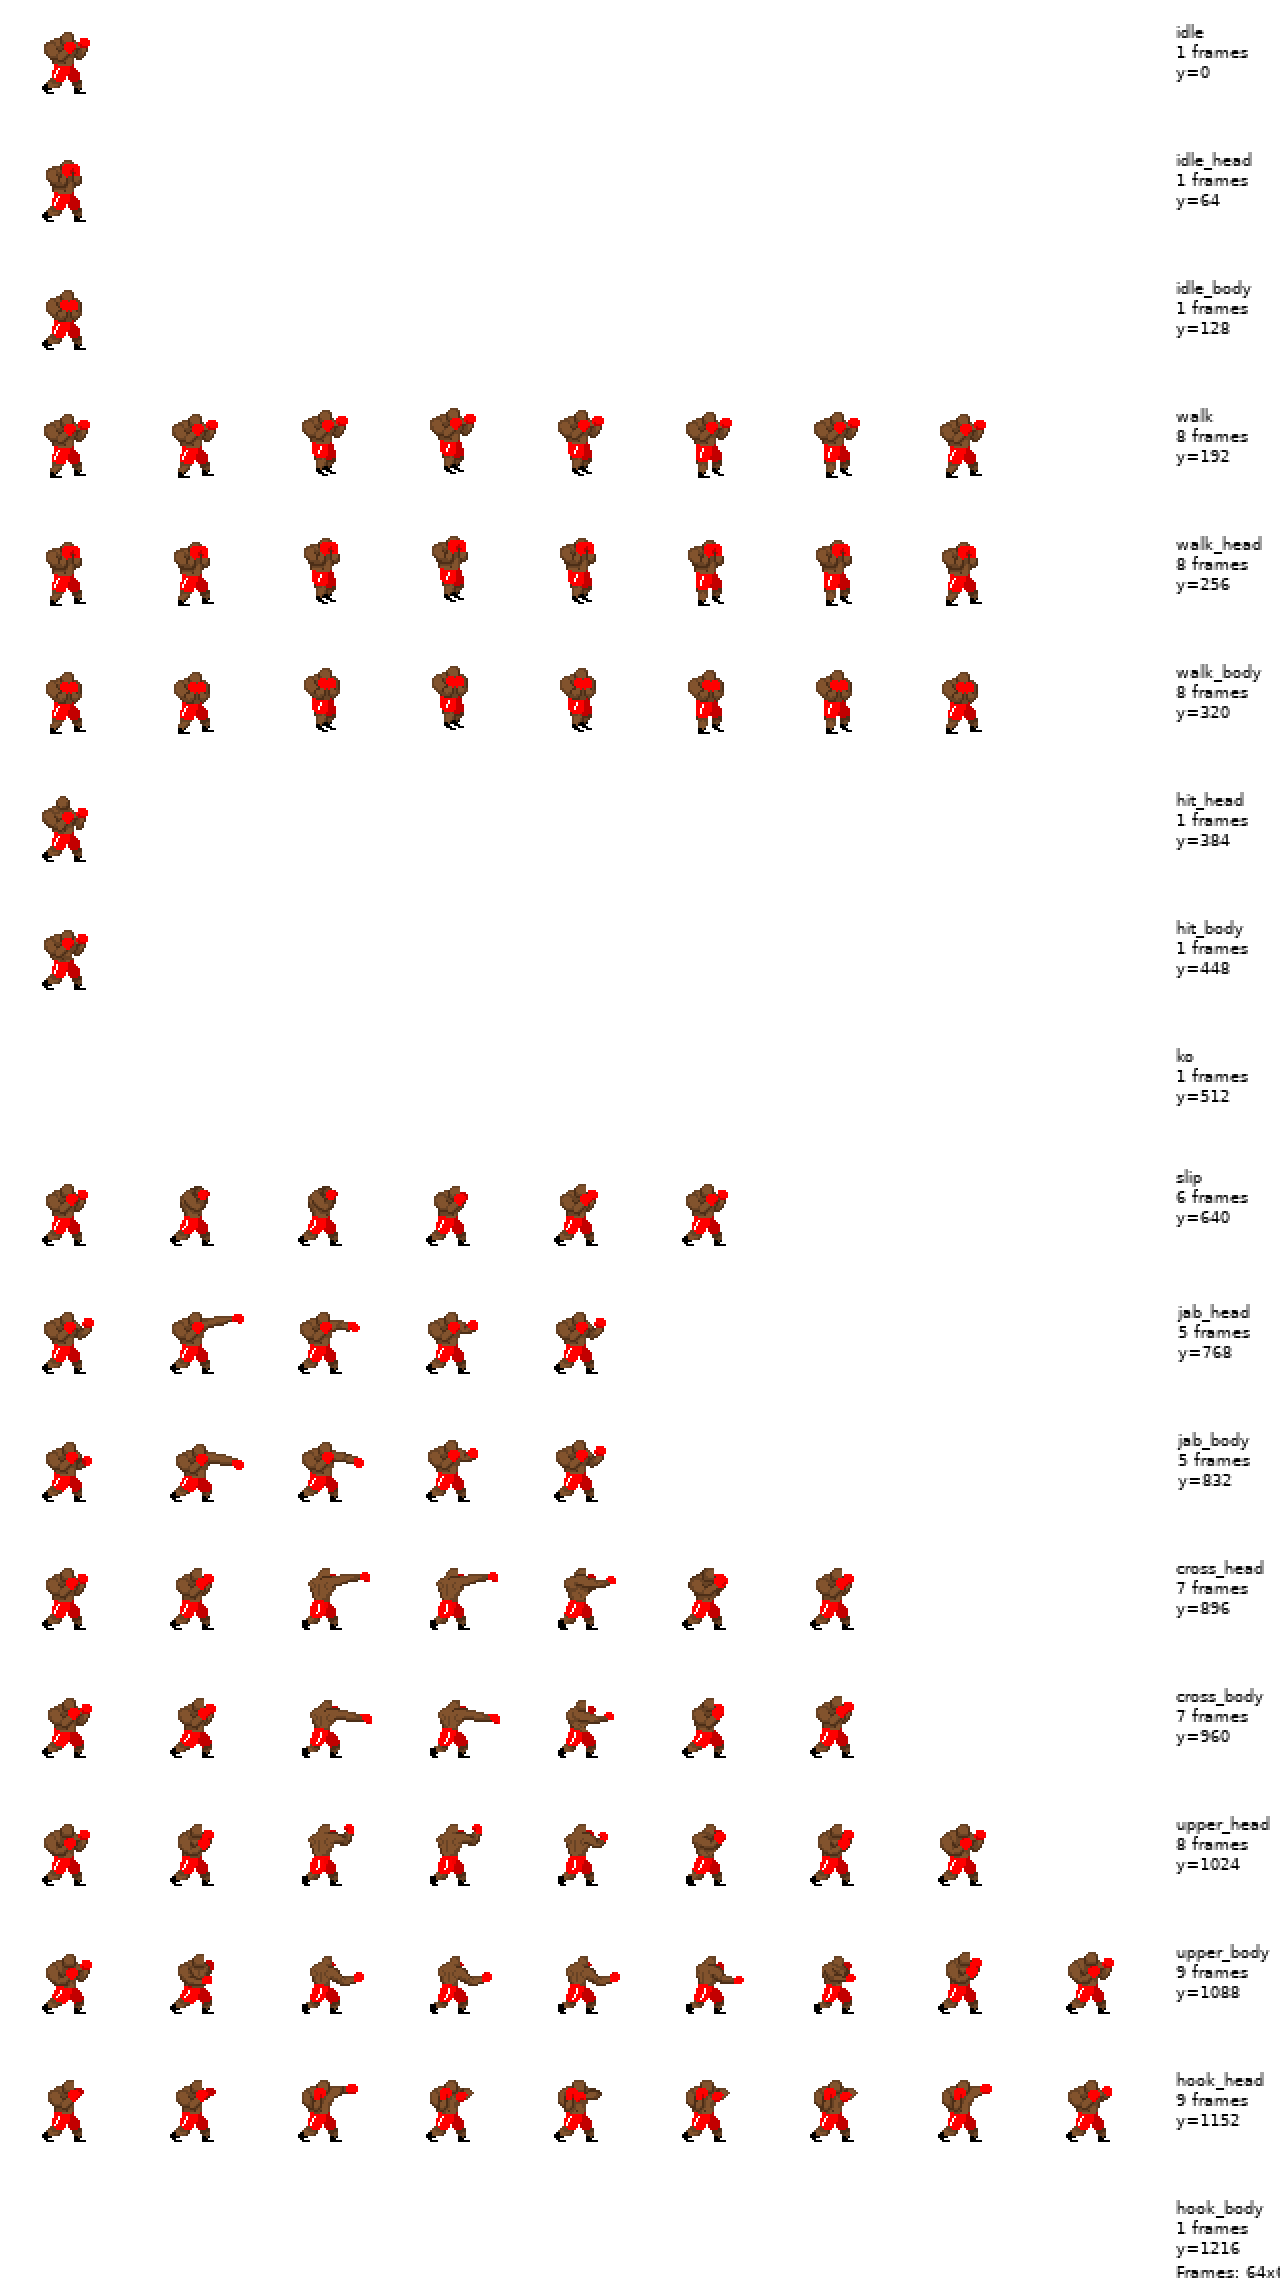 idle
1 frames
y=0
idle_head
1 frames
y=64
idle_body
1 frames
y=128
walk
8 frames
y=192
walk_head
8 frames
y=256
walk_body
8 frames
y=320
hit_head
1 frames
y=384
hit_body
1 frames
y=448
ko
1 frames
y=512
slip
6 frames
y=640
jab_head
5 frames
y=768
jab_body
5 frames
y=832
cross_head
7 frames
y=896
cross_body
7 frames
y=960
upper_head
8 frames
y=1024
upper_body
9 frames
y=1088
hook_head
9 frames
y=1152
hook_body
1 frames
y=1216
Frames: